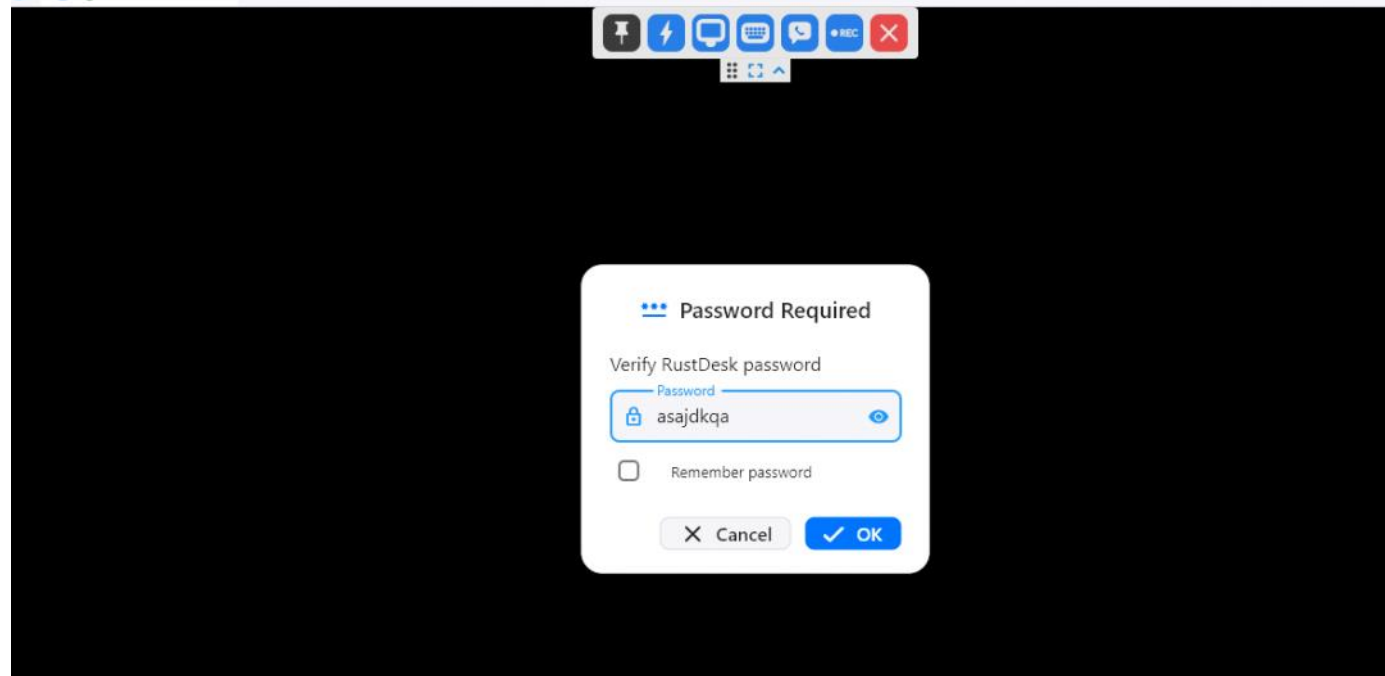 REC
Password Required
Verify RustDesk password
Password
asajdkqa
Remember password
Cancel
OK